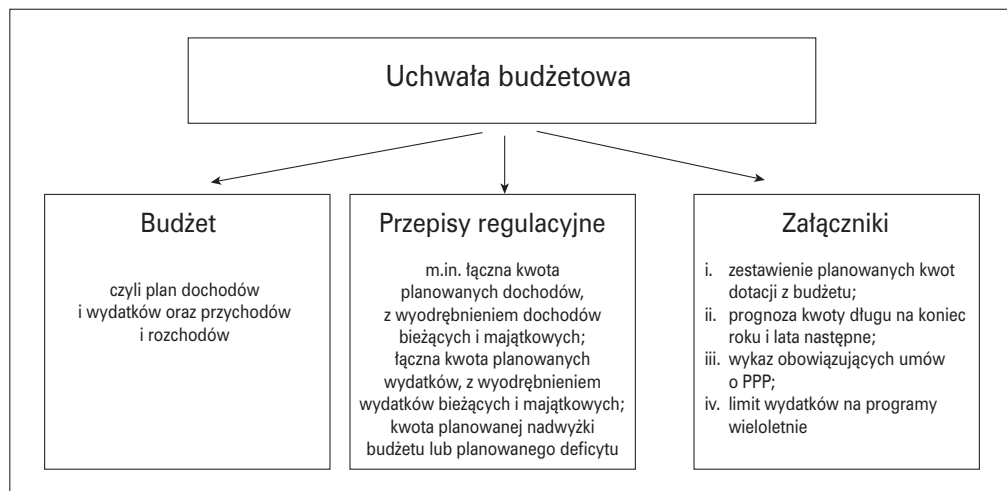 Uchwała budżetowa
Budżet
czyli plan dochodów
i wydatków oraz przychodów
i rozchodów
Przepisy regulacyjne
m.in. łączna kwota
planowanych dochodów,
z wyodrębnieniem dochodów
bieżących i majątkowych;
łączna kwota planowanych
wydatków, z wyodrębnieniem
wydatków bieżących i majątkowych;
kwota planowanej nadwyżki
budżetu lub planowanego deficytu
Załączniki
i. zestawienie planowanych kwot
dotacji z budżetu;
ii. prognoza kwoty długu na koniec
roku i lata następne;
iii. wykaz obowiązujących umów
o PPP;
iv. limit wydatków na programy
wieloletnie